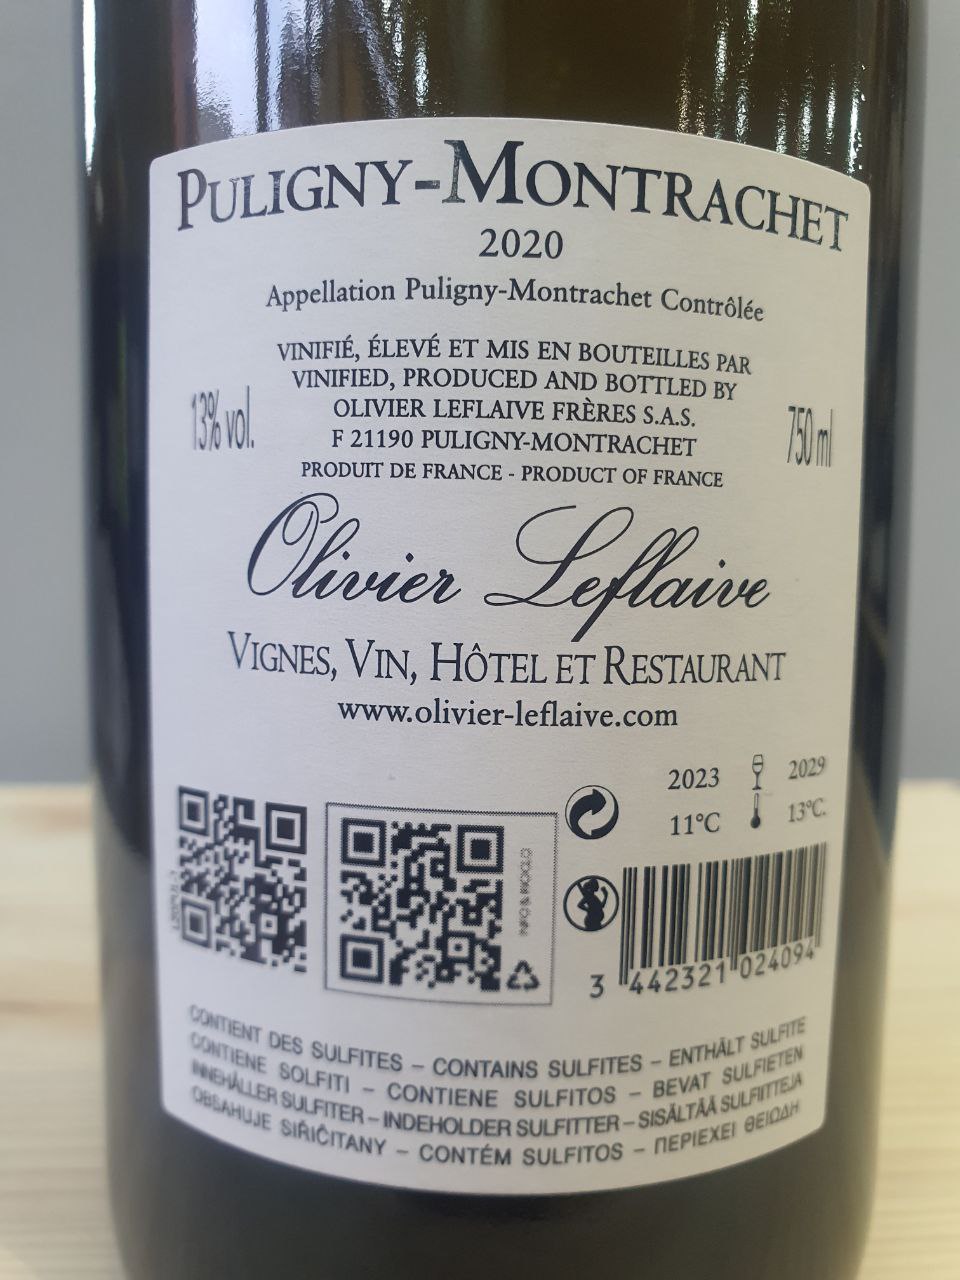 PULIGNY-MONTRACHET
2020
Appellation Puligny-Montrachet Contrôlée
VINIFIÉ, ÉLEVÉ ET MIS EN BOUTEILLES PAR
VINIFIED, PRODUCED AND BOTTLED BY
OLIVIER LEFLAIVE FRÈRES S.A.S.
F 21190 PULIGNY-MONTRACHET
PRODUIT DE FRANCE - PRODUCT OF FRANCE
13% vol.
750 ml
Olivier Leflaive
VIGNES, VIN, HÔTEL ET RESTAURANT
www.olivier-leflaive.com
2023 2029
11°C 13°C.
INFO & RECYCLO
3 442321 024094
CONTIENT DES SULFITES – CONTAINS SULFITES – ENTHÄLT SULFITE
CONTIENE SOLFITI – CONTIENE SULFITOS – BEVAT SULFIETEN
INNEHÅLLER SULFITER – INDEHOLDER SULFITTER – SISÄLTÄÄ SULFIITTEJA
OBSAHUJE SIŘIČITANY – CONTÉM SULFITOS – ΠΕΡΙΕΧΕΙ ΘΕΙΩΔΗ